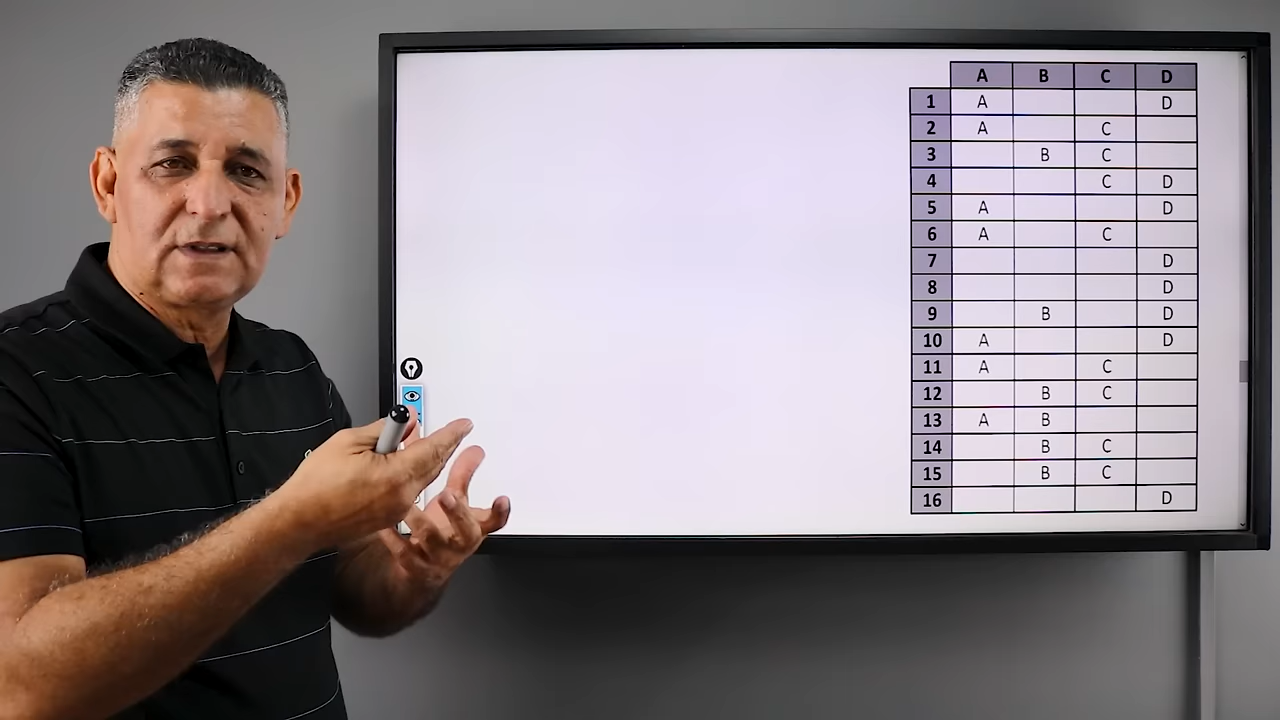 A B C D
1 A D
2 A C
3 B C
4 C D
5 A D
6 A C
7 D
8 D
9 B D
10 A D
11 A C
12 B C
13 A B
14 B C
15 B C
16 D